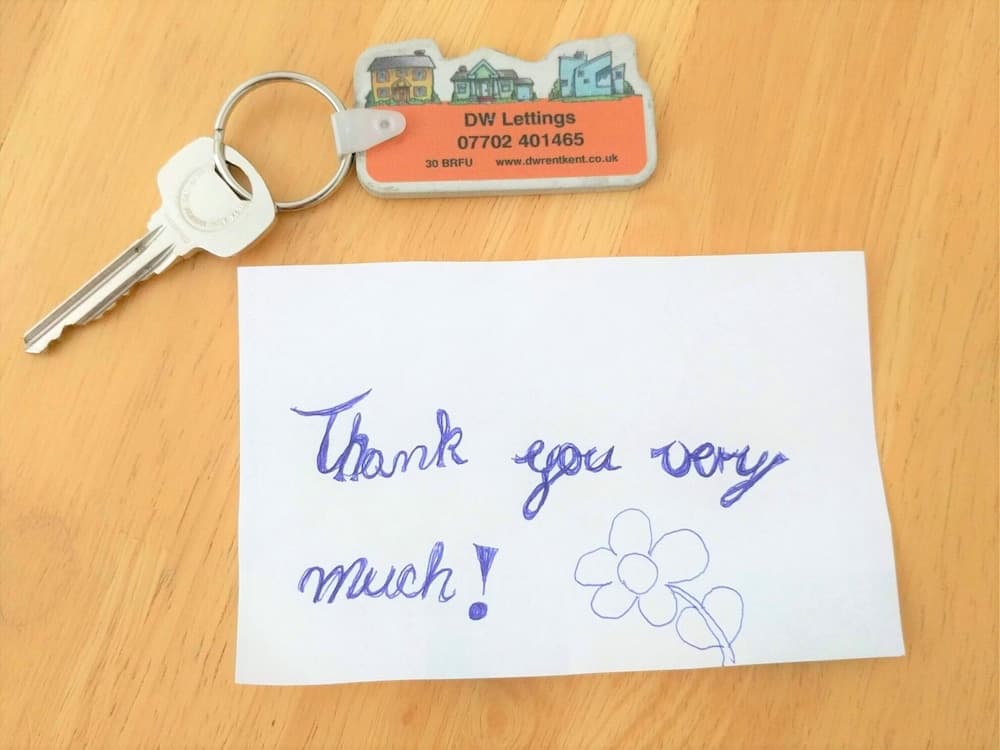 DW Lettings
07702 401465
30 BRFU www.dwrentkent.co.uk
Thank you very
much!